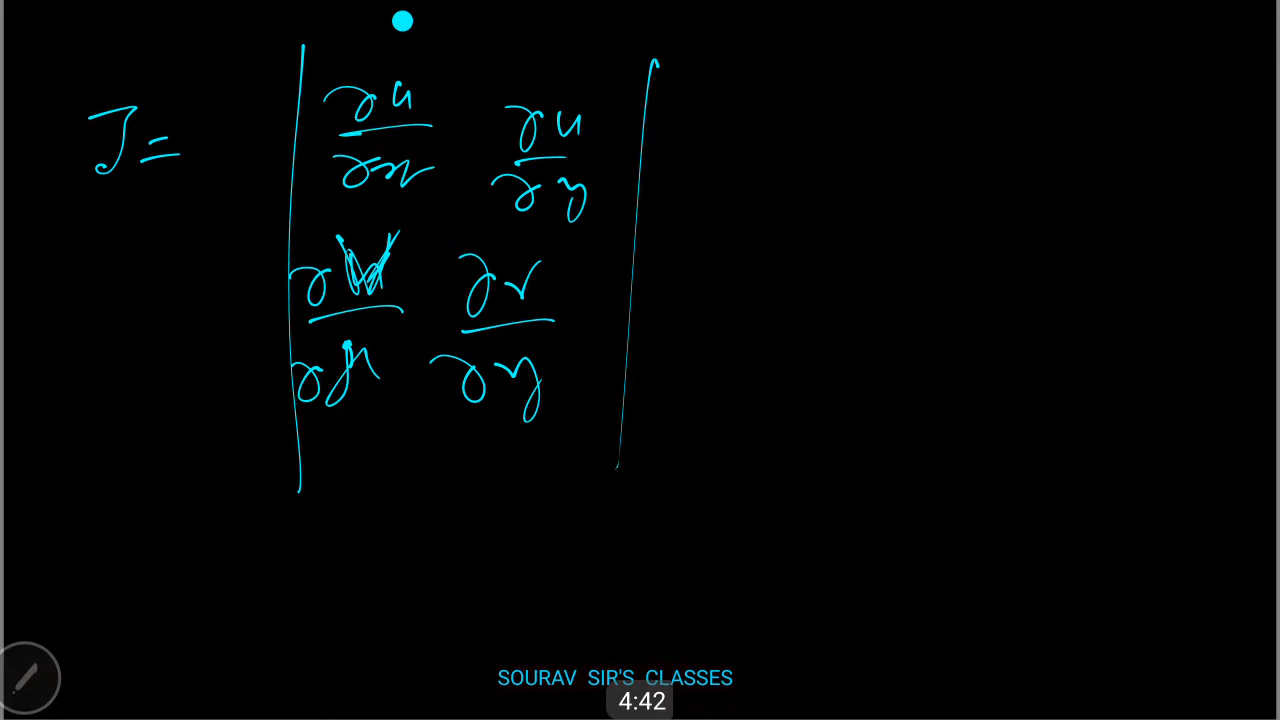 J = | ∂u/∂x ∂u/∂y |
| ∂v/∂x ∂v/∂y |
SOURAV SIR'S CLASSES
4:42